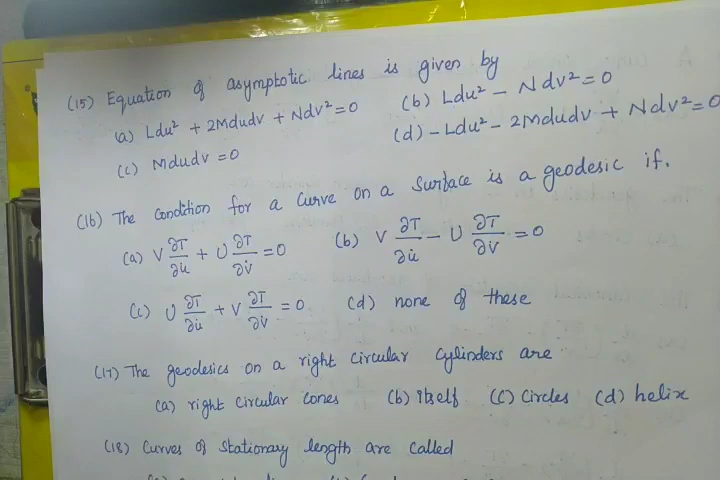 (15) Equation of asymptotic lines is given by
(a) Ldu² + 2Mdudv + Ndv² = 0 (b) Ldu² - Ndv² = 0
(c) Mdudv = 0 (d) - Ldu² - 2Mdudv + Ndv² = 0
(16) The condition for a curve on a surface is a geodesic if.
(a) V ∂T/∂u̇ + U ∂T/∂v̇ = 0 (b) V ∂T/∂u̇ - U ∂T/∂v̇ = 0
(c) U ∂T/∂u̇ + V ∂T/∂v̇ = 0 (d) none of these
(17) The geodesics on a right circular cylinders are
(a) right circular cones (b) itself (c) circles (d) helix
(18) Curves of stationary length are called